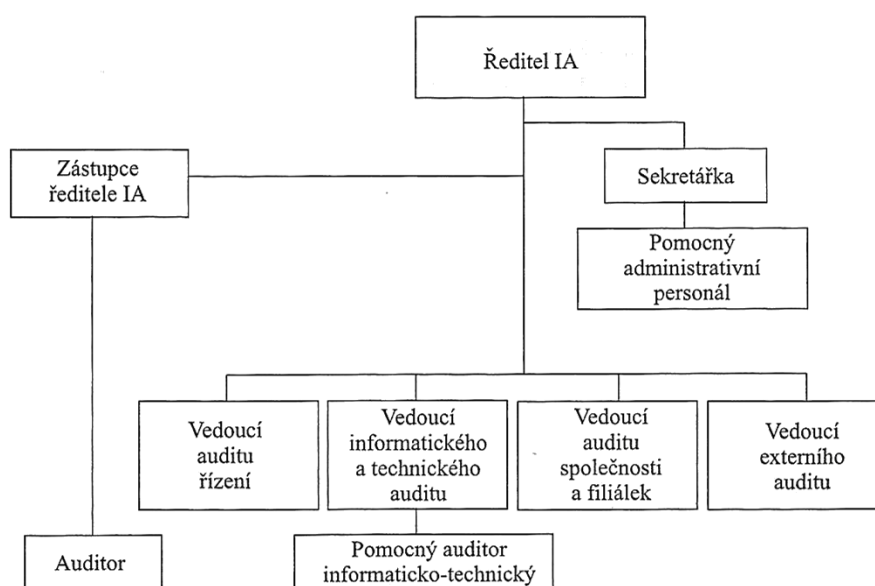 Ředitel IA
Zástupce
ředitele IA
Sekretářka
Pomocný
administrativní
personál
Vedoucí
auditu
řízení
Vedoucí
informatického
a technického
auditu
Vedoucí
auditu
společnosti
a filiálek
Vedoucí
externího
auditu
Auditor
Pomocný auditor
informaticko-technický